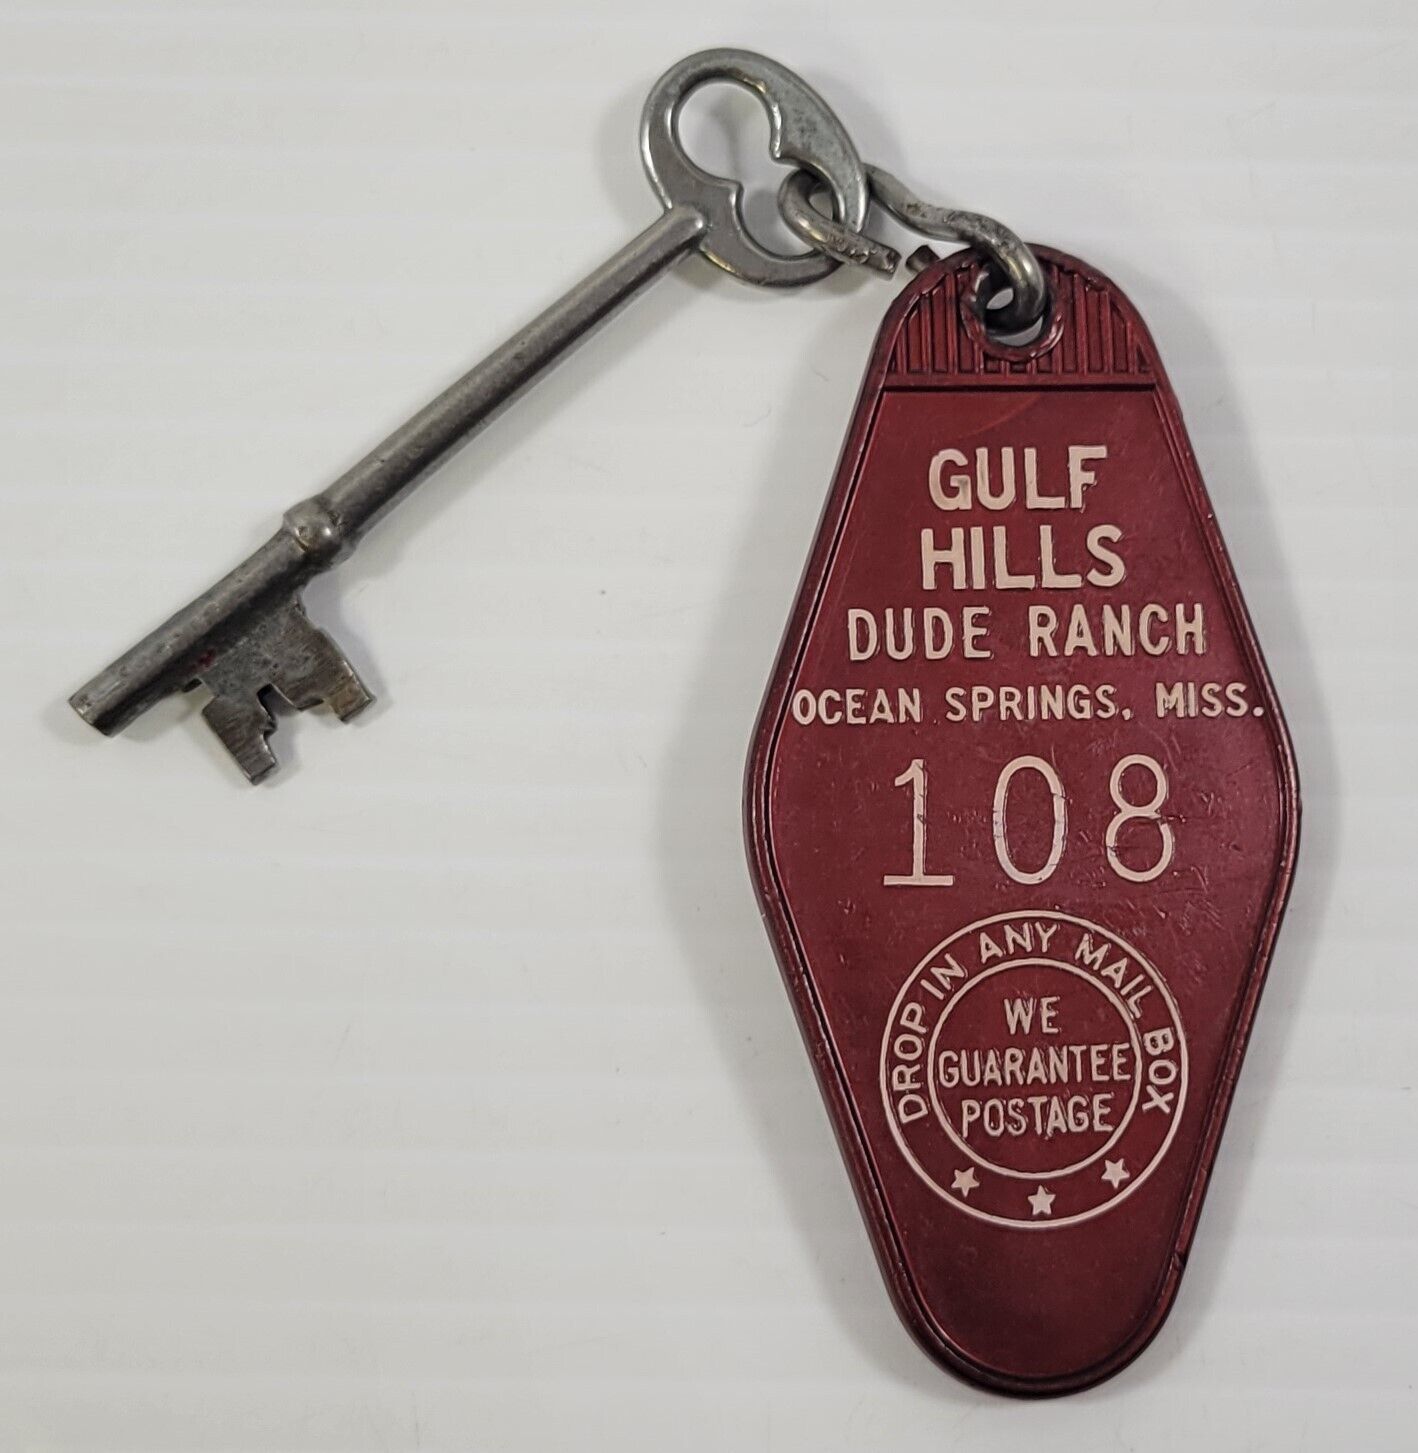 GULF
HILLS
DUDE RANCH
OCEAN SPRINGS, MISS.
108
DROP IN ANY MAIL BOX
WE
GUARANTEE
POSTAGE